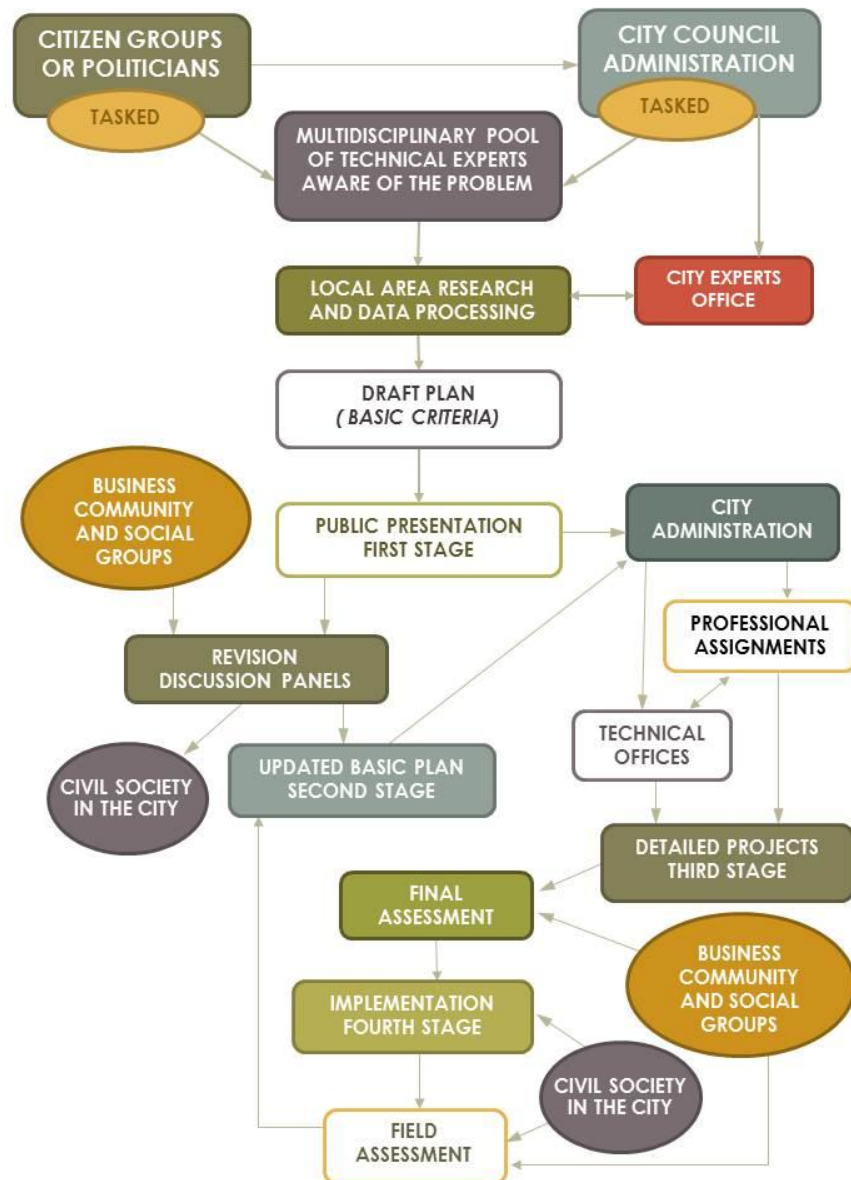 CITIZEN GROUPS
OR POLITICIANS
TASKED
CITY COUNCIL
ADMINISTRATION
TASKED
MULTIDISCIPLINARY POOL
OF TECHNICAL EXPERTS
AWARE OF THE PROBLEM
LOCAL AREA RESEARCH
AND DATA PROCESSING
CITY EXPERTS
OFFICE
DRAFT PLAN
( BASIC CRITERIA)
BUSINESS
COMMUNITY
AND SOCIAL
GROUPS
PUBLIC PRESENTATION
FIRST STAGE
CITY
ADMINISTRATION
PROFESSIONAL
ASSIGNMENTS
REVISION
DISCUSSION PANELS
TECHNICAL
OFFICES
CIVIL SOCIETY
IN THE CITY
UPDATED BASIC PLAN
SECOND STAGE
DETAILED PROJECTS
THIRD STAGE
FINAL
ASSESSMENT
BUSINESS
COMMUNITY
AND SOCIAL
GROUPS
IMPLEMENTATION
FOURTH STAGE
CIVIL SOCIETY
IN THE CITY
FIELD
ASSESSMENT